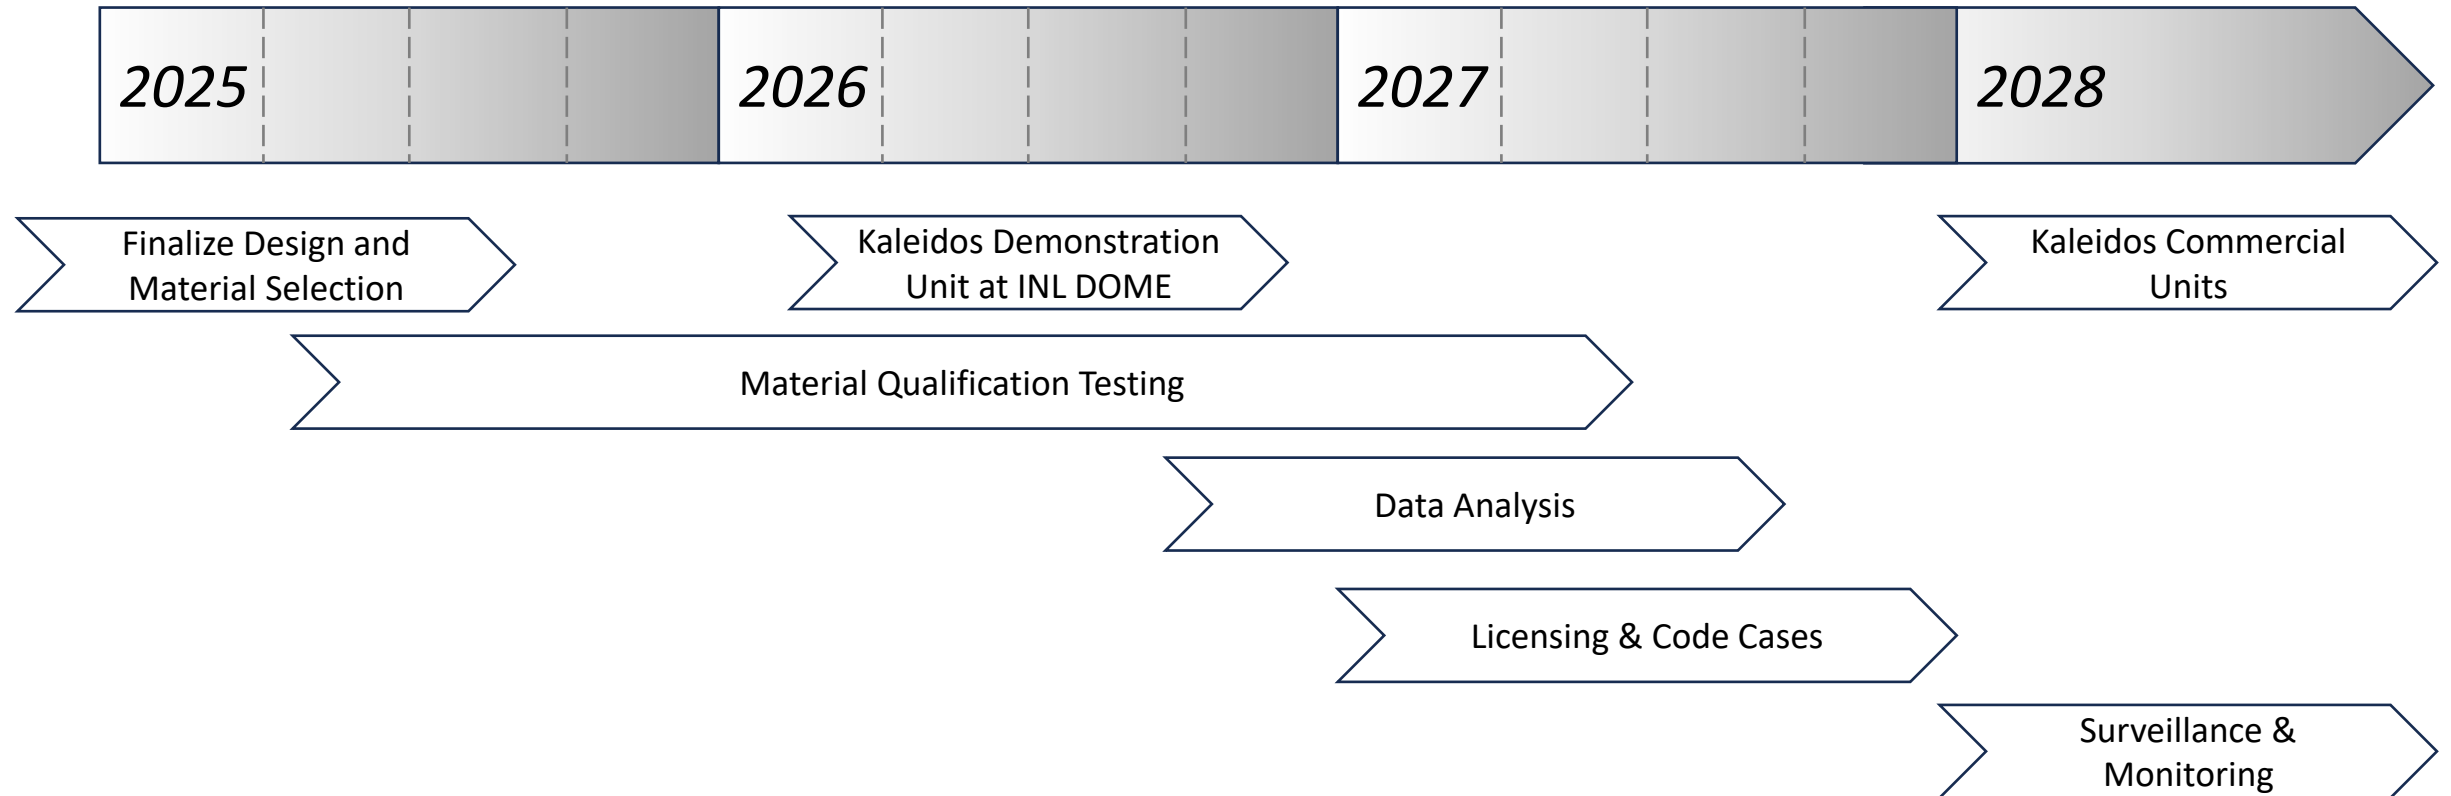 2025
2026
2027
2028
Finalize Design and
Material Selection
Kaleidos Demonstration
Unit at INL DOME
Kaleidos Commercial
Units
Material Qualification Testing
Data Analysis
Licensing & Code Cases
Surveillance &
Monitoring